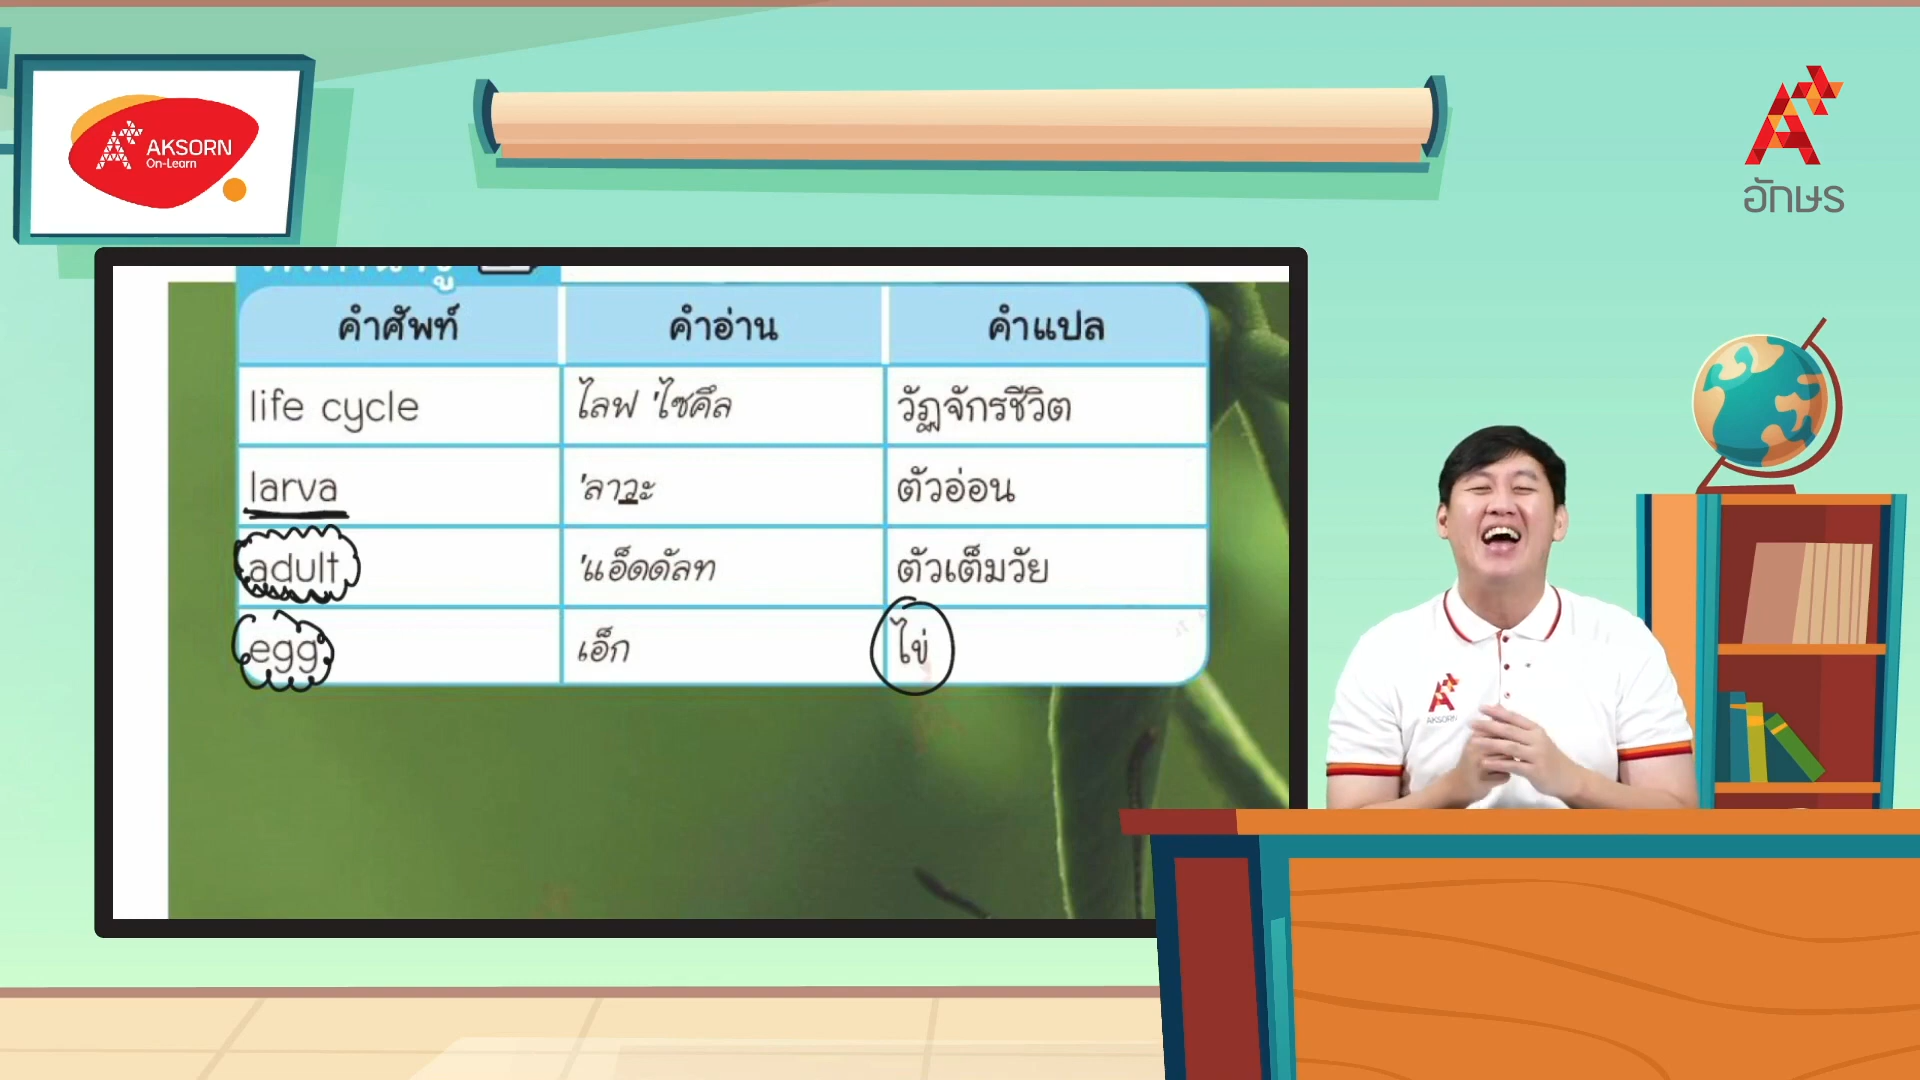 AKSORN
On-Learn
อักษร
คำศัพท์ คำอ่าน คำแปล
life cycle ไลฟ 'ไซคึล วัฏจักรชีวิต
larva 'ลาวะ ตัวอ่อน
adult 'แอ็ดดัลท ตัวเต็มวัย
egg เอ็ก ไข่
AKSORN